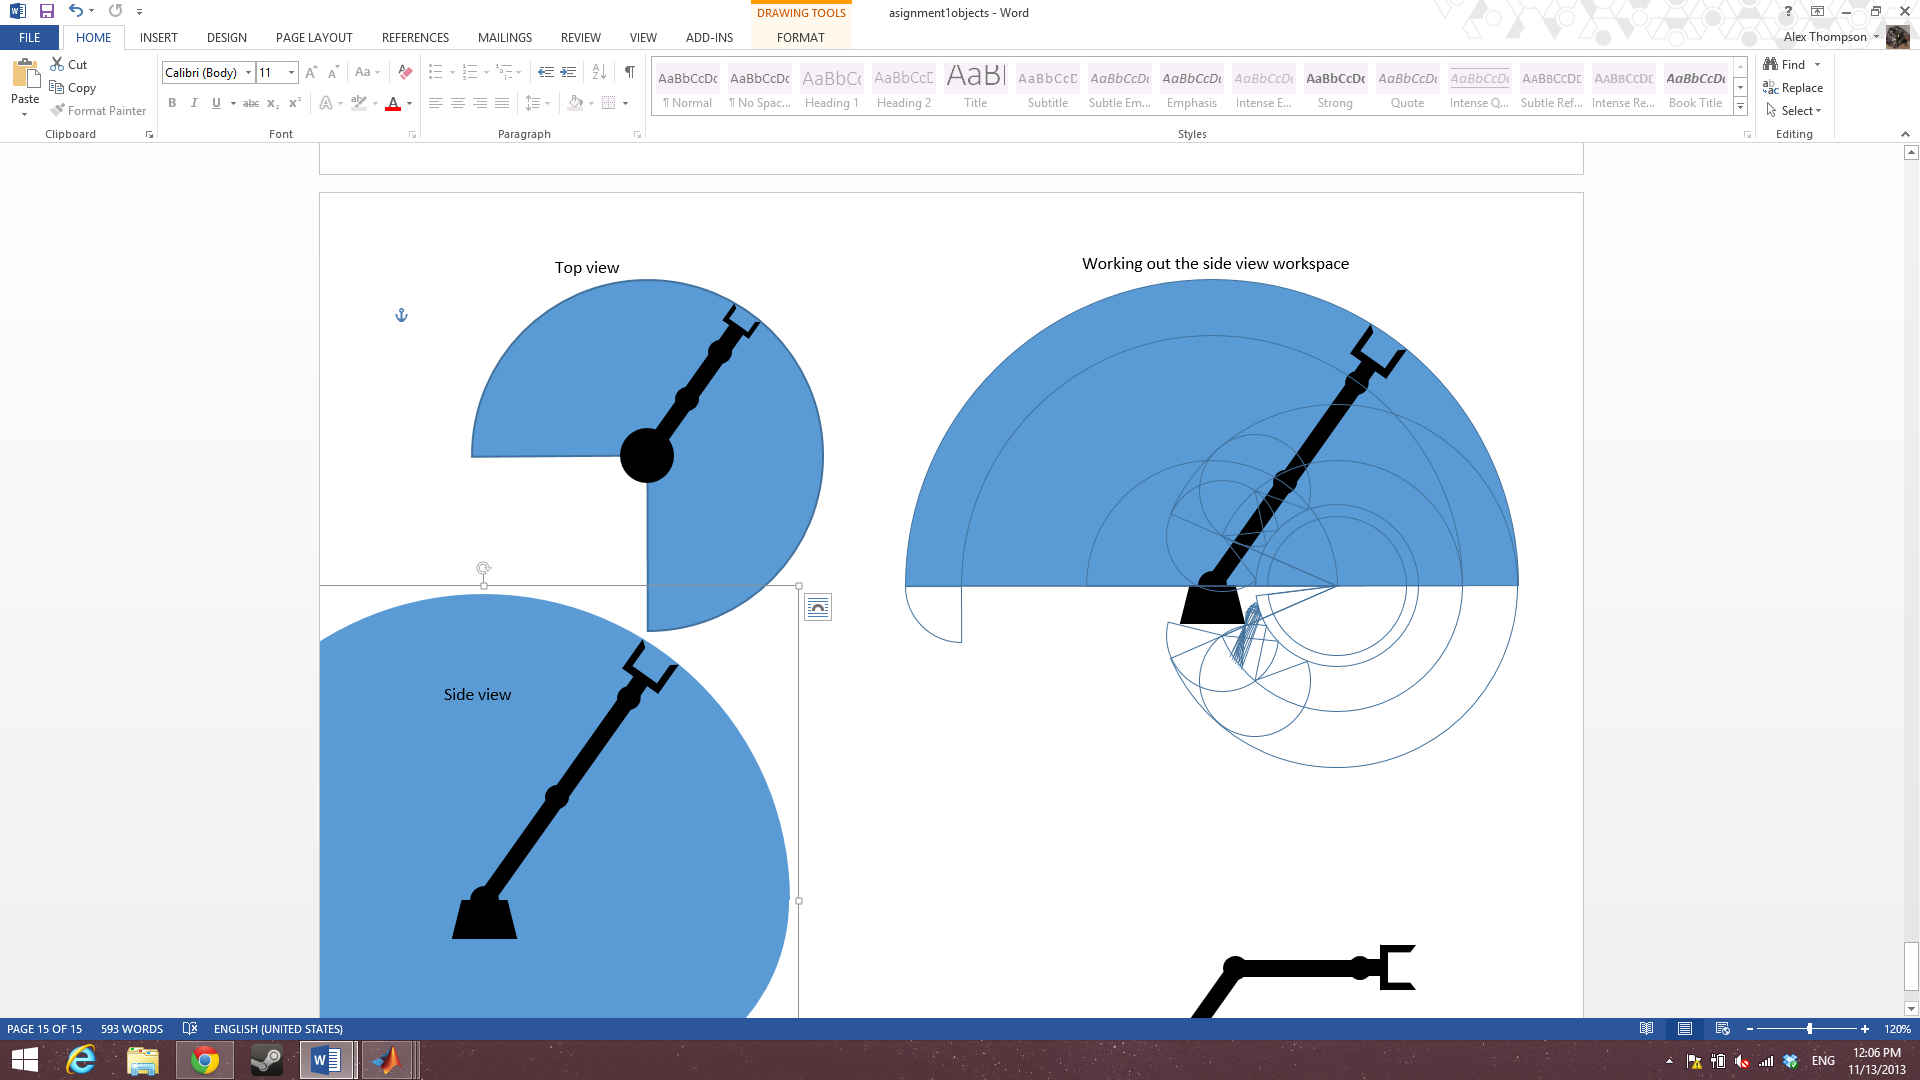 DRAWING TOOLS
asignment1objects - Word
?
FILE HOME INSERT DESIGN PAGE LAYOUT REFERENCES MAILINGS REVIEW VIEW ADD-INS FORMAT
Alex Thompson
Paste
Cut
Copy
Format Painter
Clipboard
Calibri (Body) 11
Font
Paragraph
AaBbCcDc AaBbCcDc AaBbCc AaBbCcD AaBl AaBbCcD AaBbCcDc AaBbCcDc AaBbCcDc AaBbCcDc AaBbCcDc AaBbCcDc AABBCCDE AABBCCDE AaBbCcDc
¶ Normal ¶ No Spac... Heading 1 Heading 2 Title Subtitle Subtle Em... Emphasis Intense E... Strong Quote Intense Q... Subtle Ref... Intense Re... Book Title
Styles
Find
Replace
Select
Editing
Top view
Working out the side view workspace
Side view
PAGE 15 OF 15 593 WORDS ENGLISH (UNITED STATES) 120%
ENG
12:06 PM
11/13/2013